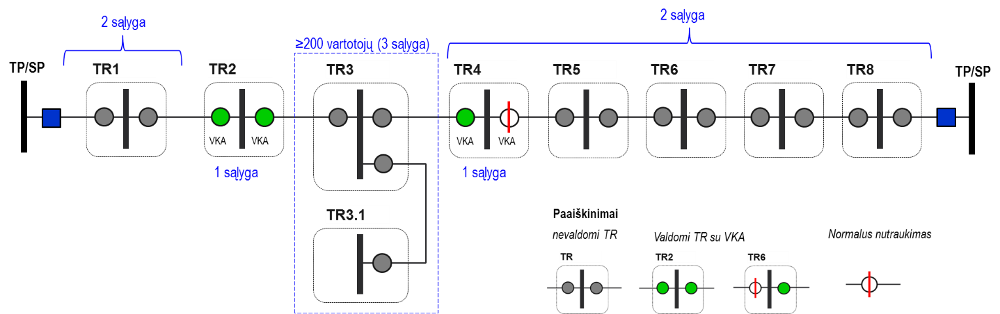 2 sąlyga
2 sąlyga
≥200 vartotojų (3 sąlyga)
TP/SP
TR1
TR2
TR3
TR4
TR5
TR6
TR7
TR8
TP/SP
VKA
VKA
VKA
VKA
1 sąlyga
1 sąlyga
TR3.1
Paaiškinimai
nevaldomi TR
Valdomi TR su VKA
Normalus nutraukimas
TR
TR2
TR6